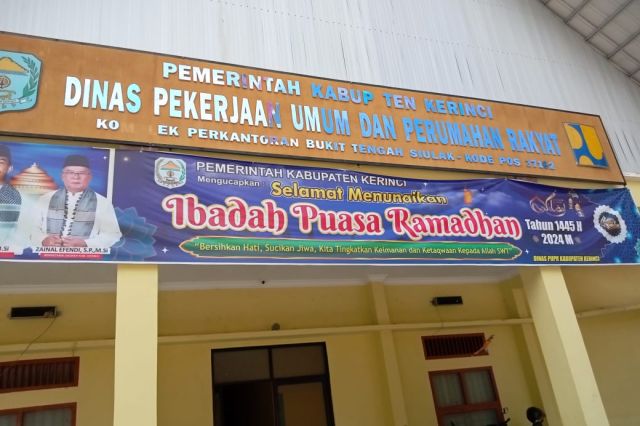 PEMERINTAH KABUP TEN KERINCI
DINAS PEKERJAAN UMUM DAN PERUMAHAN RAKYAT
KO EK PERKANTORAN BUKIT TENGAH SIULAK - KODE POS
PEMERINTAH KABUPATEN KERINCI
Mengucapkan :
Selamat Menunaikan
Ibadah Puasa Ramadhan
"Bersihkan Hati, Sucikan Jiwa, Kita Tingkatkan Keimanan dan Ketaqwaan Kepada Allah SWT"
Tahun 1445 H
2024 M
DINAS PUPR KABUPATEN KERINCI
ZAINAL EFENDI, S.P.,M.Si